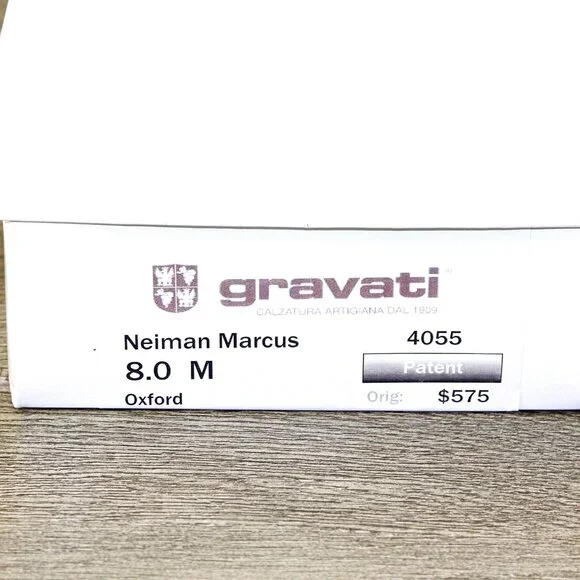 gravati
CALZATURA ARTIGIANA DAL 1909
Neiman Marcus
4055
8.0 M
Patent
Oxford
Orig: $575